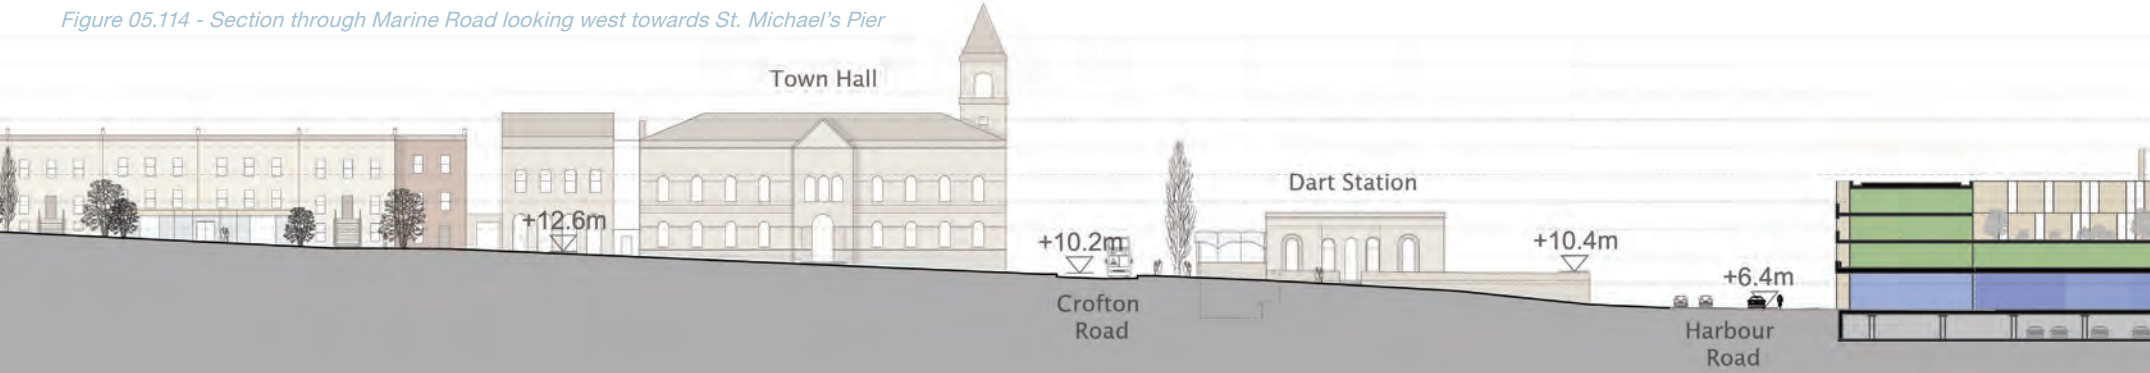 Figure 05.114 - Section through Marine Road looking west towards St. Michael's Pier
Town Hall
Dart Station
+12.6m
+10.2m
+10.4m
+6.4m
Crofton
Road
Harbour
Road